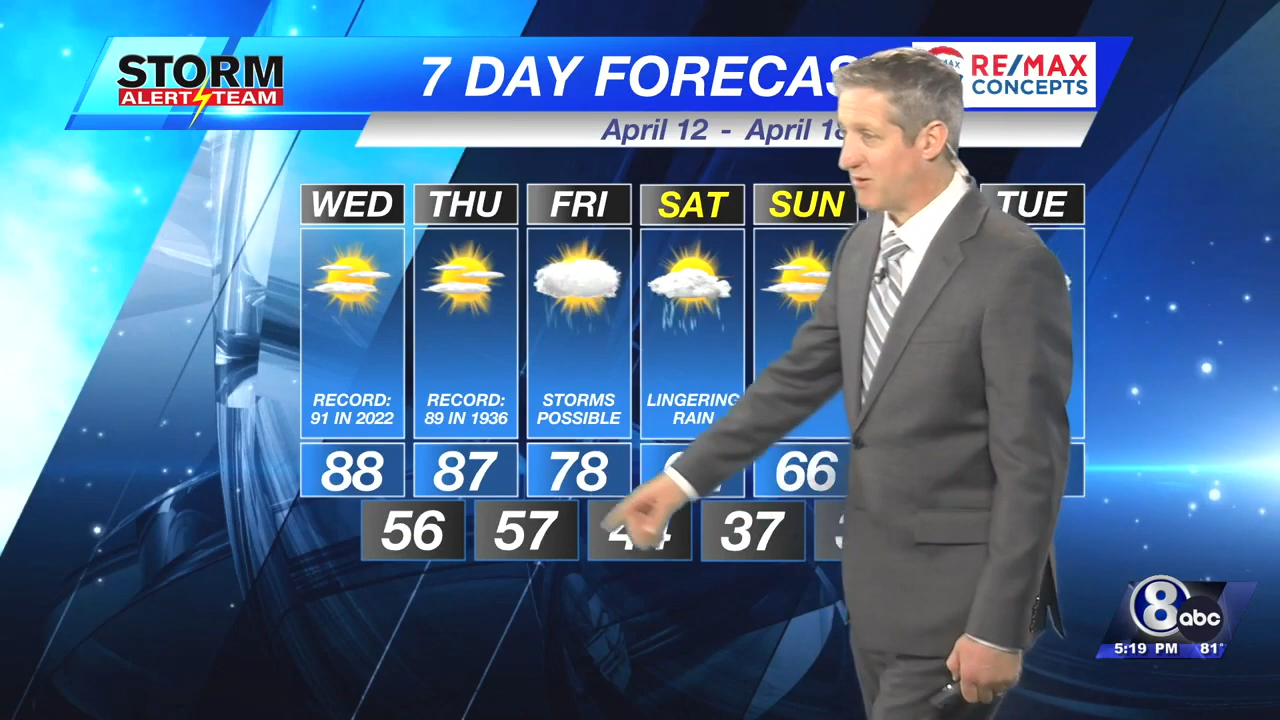 STORM
ALERT TEAM
7 DAY FORECAS
RE/MAX
CONCEPTS
April 12 - April 18
WED THU FRI SAT SUN TUE
RECORD:
91 IN 2022
RECORD:
89 IN 1936
STORMS
POSSIBLE
LINGERING
RAIN
88 87 78 66
56 57 44 37
8 abc
5:19 PM 81°